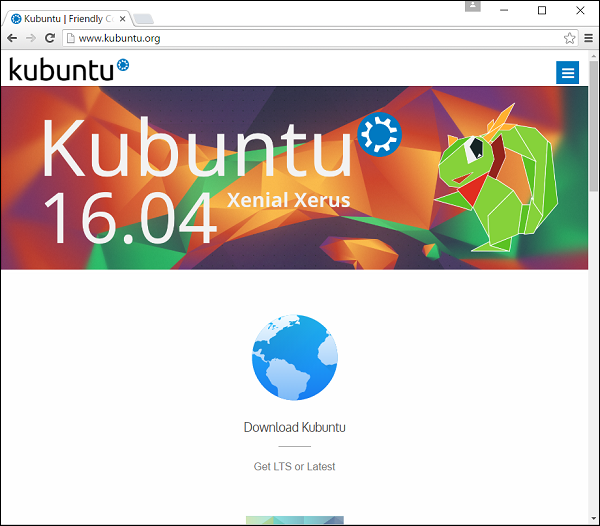 Kubuntu | Friendly C
www.kubuntu.org
kubuntu
Kubuntu
16.04 Xenial Xerus
Download Kubuntu
Get LTS or Latest